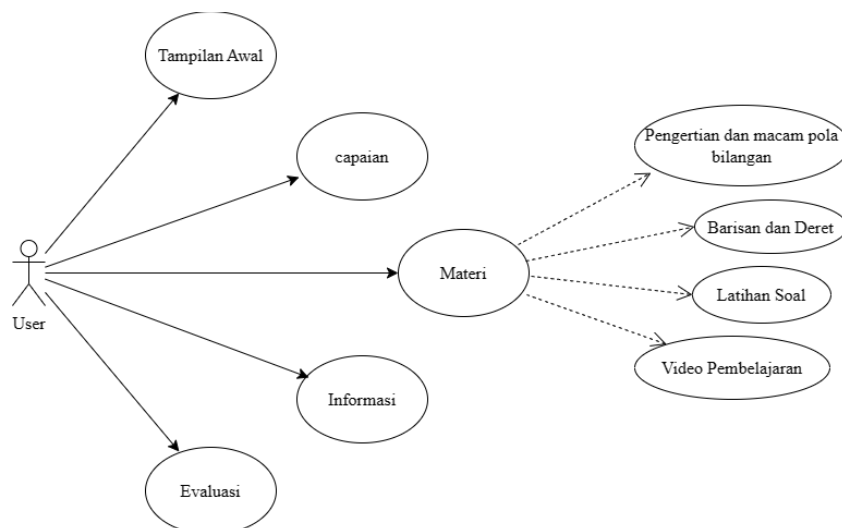 Tampilan Awal
capaian
Pengertian dan macam pola
bilangan
Barisan dan Deret
Materi
Latihan Soal
User
Video Pembelajaran
Informasi
Evaluasi